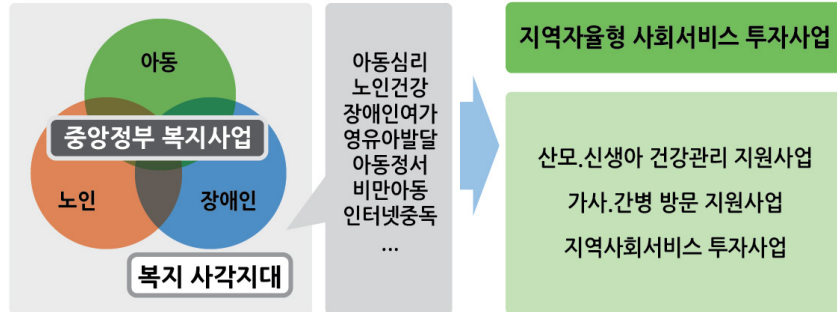 아동
중앙정부 복지사업
노인
장애인
복지 사각지대
아동심리
노인건강
장애인여가
영유아발달
아동정서
비만아동
인터넷중독
...
지역자율형 사회서비스 투자사업
산모.신생아 건강관리 지원사업
가사.간병 방문 지원사업
지역사회서비스 투자사업